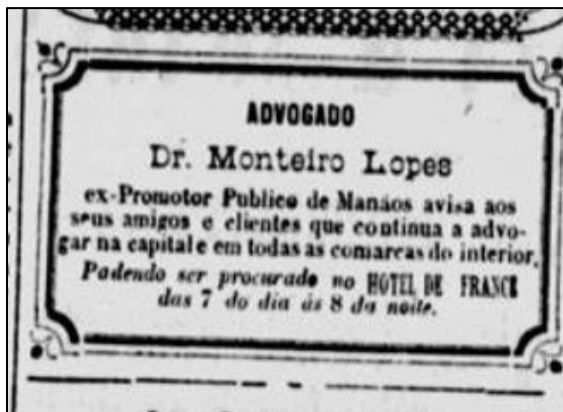 ADVOGADO
Dr. Monteiro Lopes
ex-Promotor Publico de Manáos avisa aos
seus amigos e clientes que continua a advo-
gar na capital e em todas as comarcas do interior.
Padendo ser procurado no HOTEL DE FRANCE
das 7 do dia ás 8 da noite.